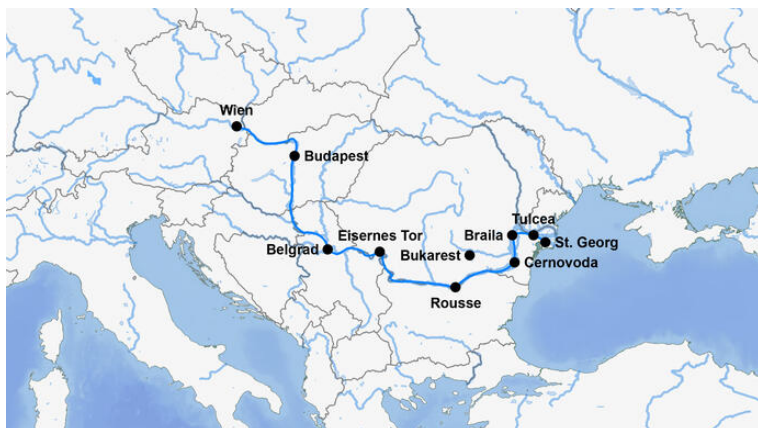 Wien
Budapest
Tulcea
Braila
Eisernes Tor
St. Georg
Belgrad
Bukarest
Cernovoda
Rousse